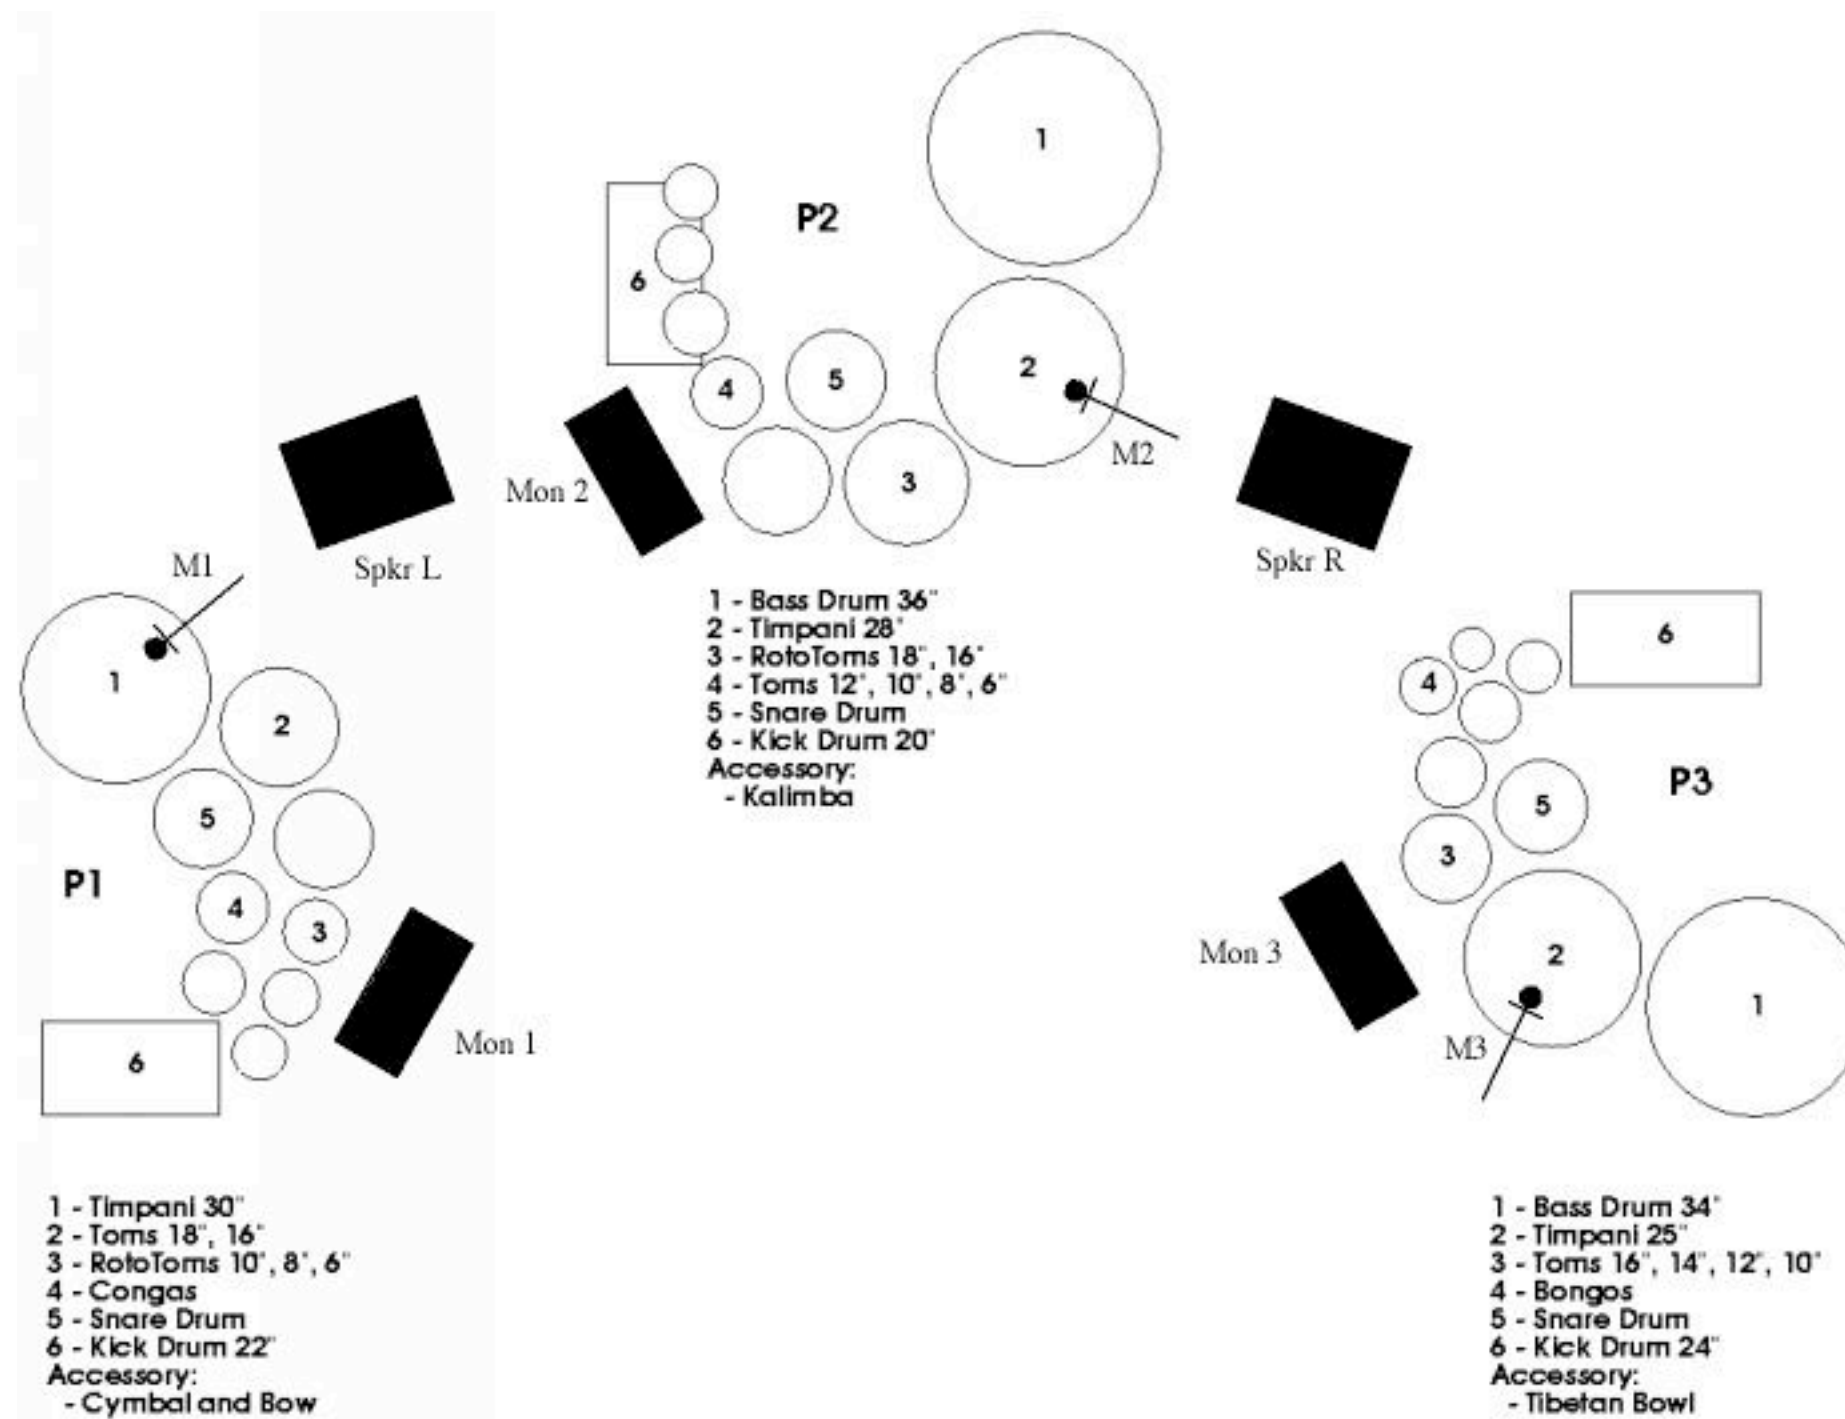 1
P2
6
2
4
5
M2
3
Mon 2
Spkr L
Spkr R
M1
1 - Bass Drum 36"
2 - Timpani 28"
3 - RotoToms 18", 16"
4 - Toms 12", 10", 8", 6"
5 - Snare Drum
6 - Kick Drum 20"
Accessory:
- Kalimba
1
2
5
P1
4
3
Mon 1
6
6
4
P3
5
3
Mon 3
2
1
M3
1 - Timpani 30"
2 - Toms 18", 16"
3 - RotoToms 10", 8", 6"
4 - Congas
5 - Snare Drum
6 - Kick Drum 22"
Accessory:
- Cymbal and Bow
1 - Bass Drum 34"
2 - Timpani 25"
3 - Toms 16", 14", 12", 10"
4 - Bongos
5 - Snare Drum
6 - Kick Drum 24"
Accessory:
- Tibetan Bowl